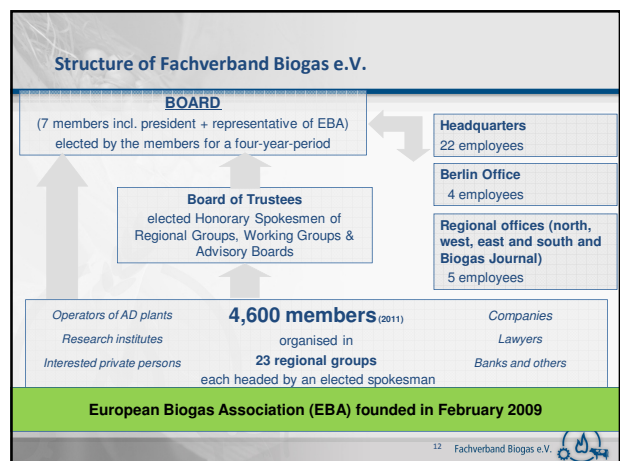 Structure of Fachverband Biogas e.V.
BOARD
(7 members incl. president + representative of EBA)
elected by the members for a four-year-period
Headquarters
22 employees
Berlin Office
4 employees
Regional offices (north,
west, east and south and
Biogas Journal)
5 employees
Board of Trustees
elected Honorary Spokesmen of
Regional Groups, Working Groups &
Advisory Boards
Operators of AD plants
Research institutes
Interested private persons
4,600 members (2011)
organised in
23 regional groups
each headed by an elected spokesman
Companies
Lawyers
Banks and others
European Biogas Association (EBA) founded in February 2009
12 Fachverband Biogas e.V.